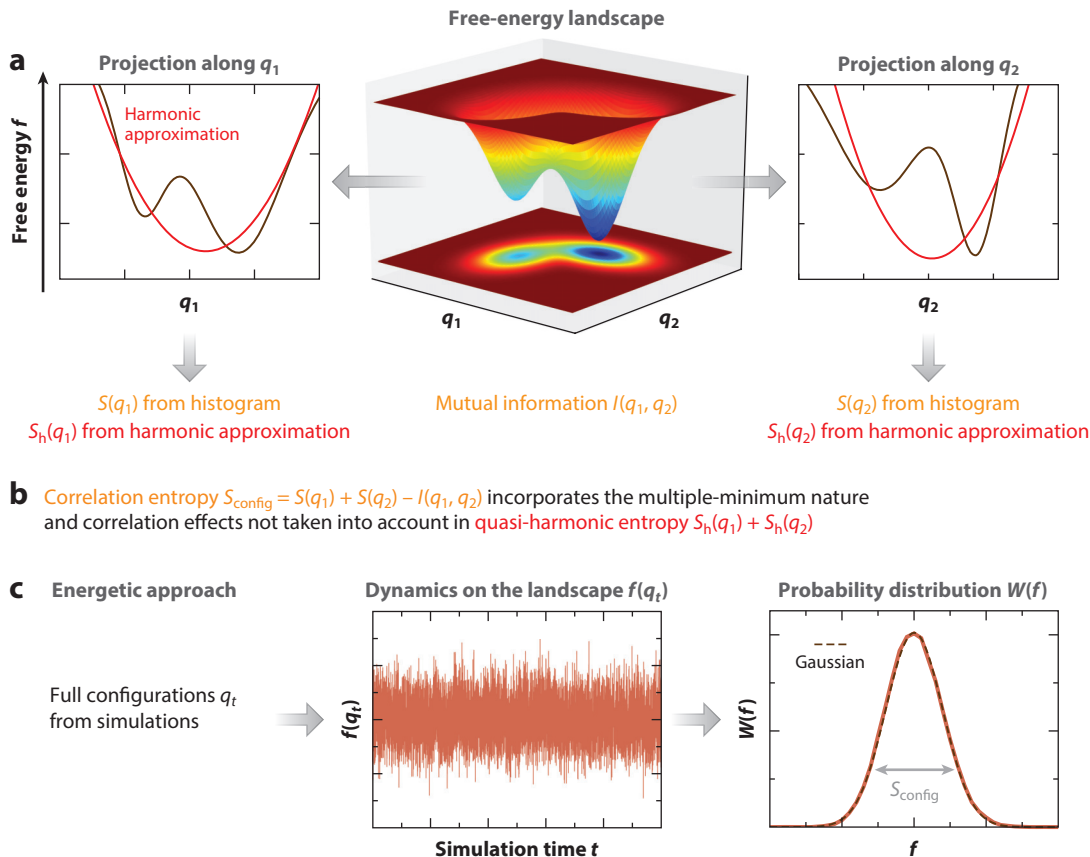 Free-energy landscape
a
Projection along q1
Projection along q2
Free energy f
Harmonic
approximation
q1
q1
q2
q2
S(q1) from histogram
Sh(q1) from harmonic approximation
Mutual information I(q1, q2)
S(q2) from histogram
Sh(q2) from harmonic approximation
b Correlation entropy Sconfig = S(q1) + S(q2) – I(q1, q2) incorporates the multiple-minimum nature
and correlation effects not taken into account in quasi-harmonic entropy Sh(q1) + Sh(q2)
c Energetic approach
Dynamics on the landscape f(qt)
Probability distribution W(f)
Full configurations qt
from simulations
f(qt)
Simulation time t
W(f)
Gaussian
Sconfig
f